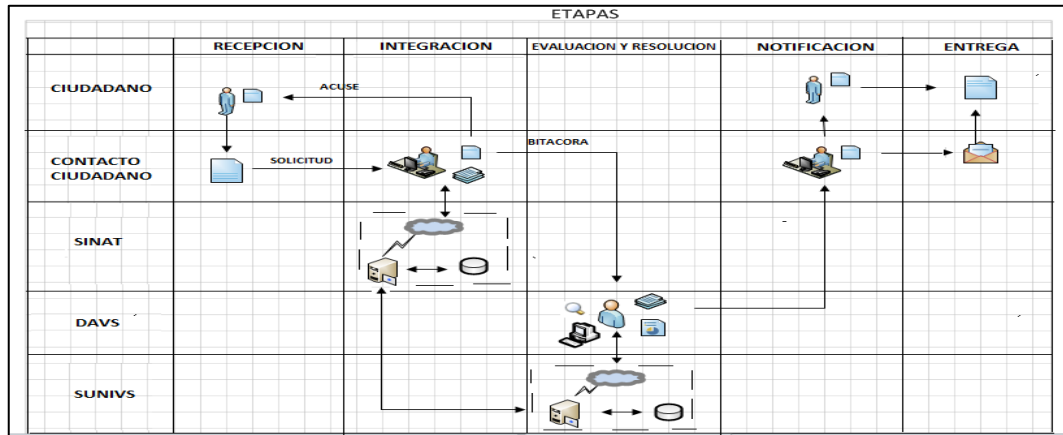 ETAPAS
RECEPCION
INTEGRACION
EVALUACION Y RESOLUCION
NOTIFICACION
ENTREGA
CIUDADANO
ACUSE
CONTACTO
CIUDADANO
SOLICITUD
BITACORA
SINAT
DAVS
SUNIVS